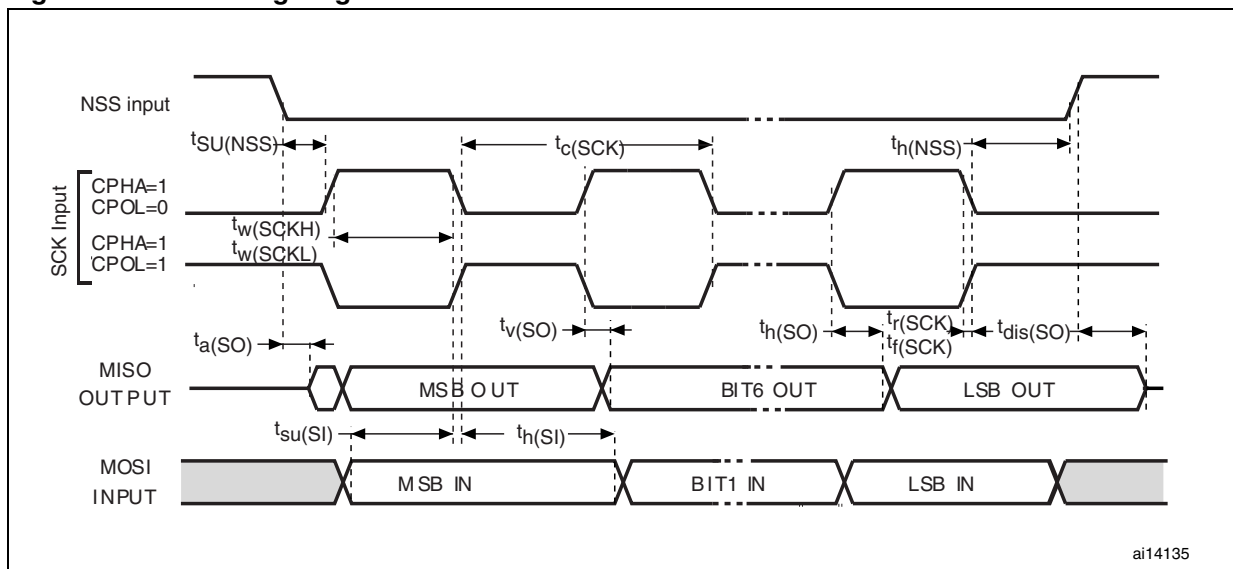 NSS input
tSU(NSS)
tc(SCK)
th(NSS)
SCK Input
CPHA=1
CPOL=0
tw(SCKH)
tw(SCKL)
CPHA=1
CPOL=1
ta(SO)
tv(SO)
th(SO)
tr(SCK)
tf(SCK)
tdis(SO)
MISO
OUTPUT
MSB OUT
BIT6 OUT
LSB OUT
tsu(SI)
th(SI)
MOSI
INPUT
MSB IN
BIT1 IN
LSB IN
ai14135